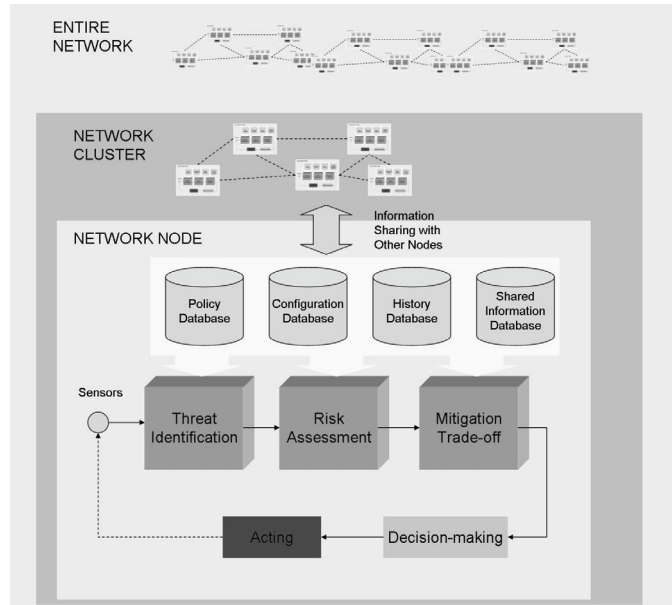 ENTIRE
NETWORK
NETWORK
CLUSTER
Information
Sharing with
Other Nodes
NETWORK NODE
Policy
Database
Configuration
Database
History
Database
Shared
Information
Database
Sensors
Threat
Identification
Risk
Assessment
Mitigation
Trade-off
Acting
Decision-making